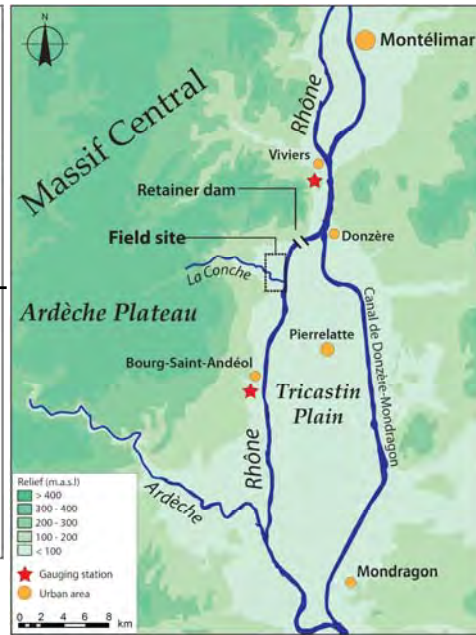 N
Montélimar
Massif Central
Rhône
Viviers
Retainer dam
Donzère
Field site
La Conche
Ardèche Plateau
Canal de Donzère-Mondragon
Pierrelatte
Bourg-Saint-Andéol
Tricastin
Plain
Rhône
Ardèche
Relief (m.a.s.l)
> 400
300 - 400
200 - 300
100 - 200
< 100
Gauging station
Urban area
0 2 4 6 8
km
Mondragon